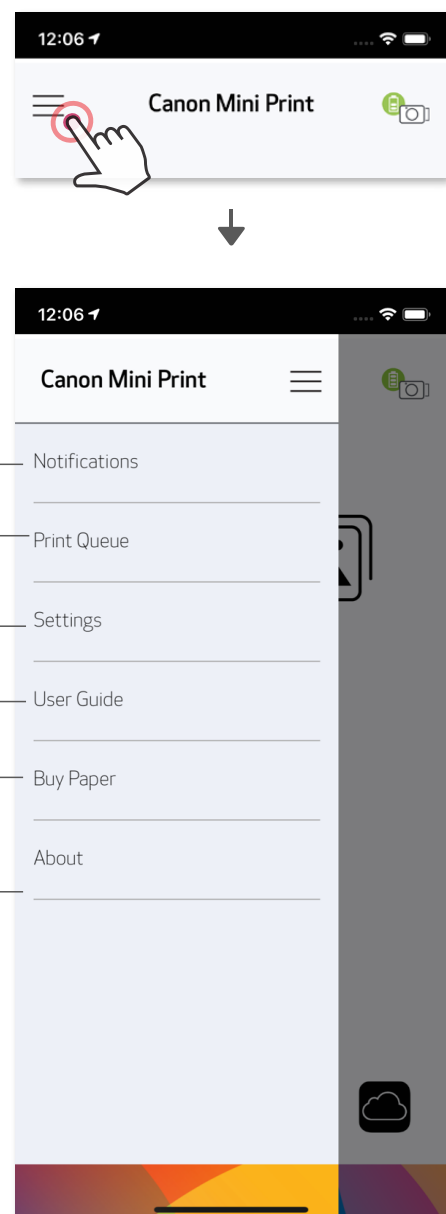 12:06
Canon Mini Print
12:06
Canon Mini Print
Notifications
Print Queue
Settings
User Guide
Buy Paper
About